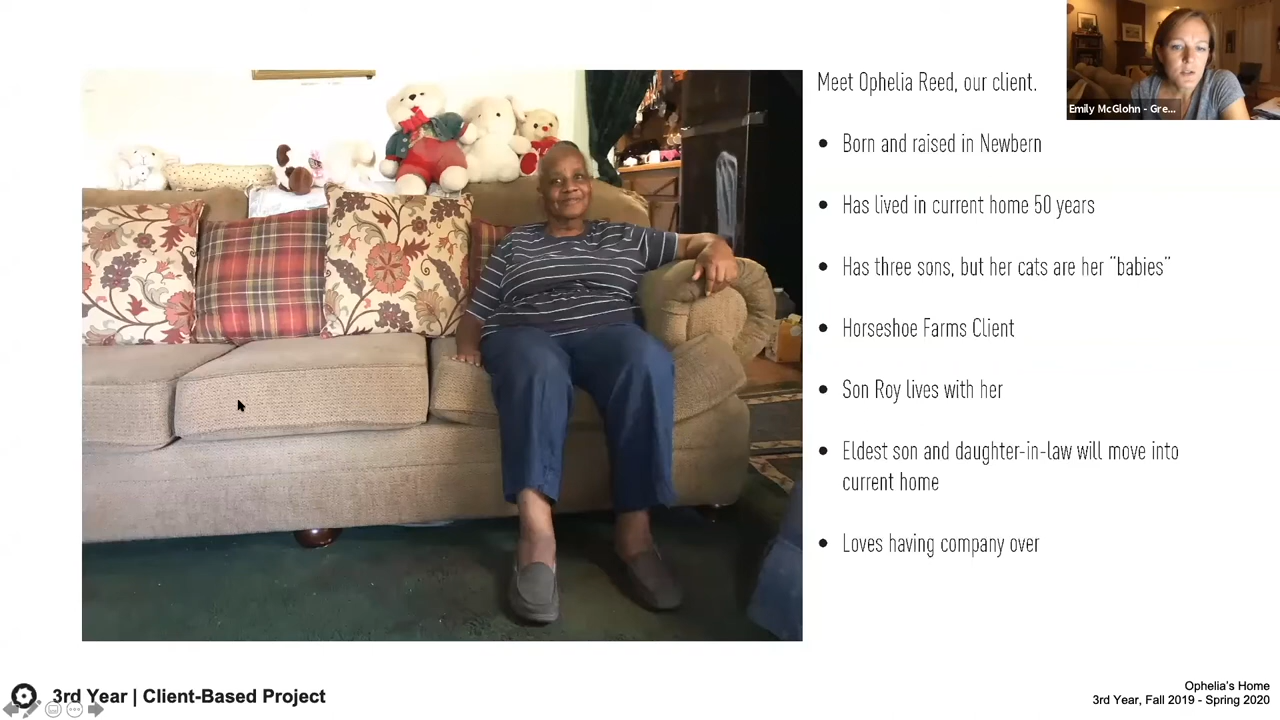 Meet Ophelia Reed, our client.
Emily McGlohn - Gre...
• Born and raised in Newbern
• Has lived in current home 50 years
• Has three sons, but her cats are her "babies"
• Horseshoe Farms Client
• Son Roy lives with her
• Eldest son and daughter-in-law will move into
current home
• Loves having company over
3rd Year | Client-Based Project
Ophelia's Home
3rd Year, Fall 2019 - Spring 2020